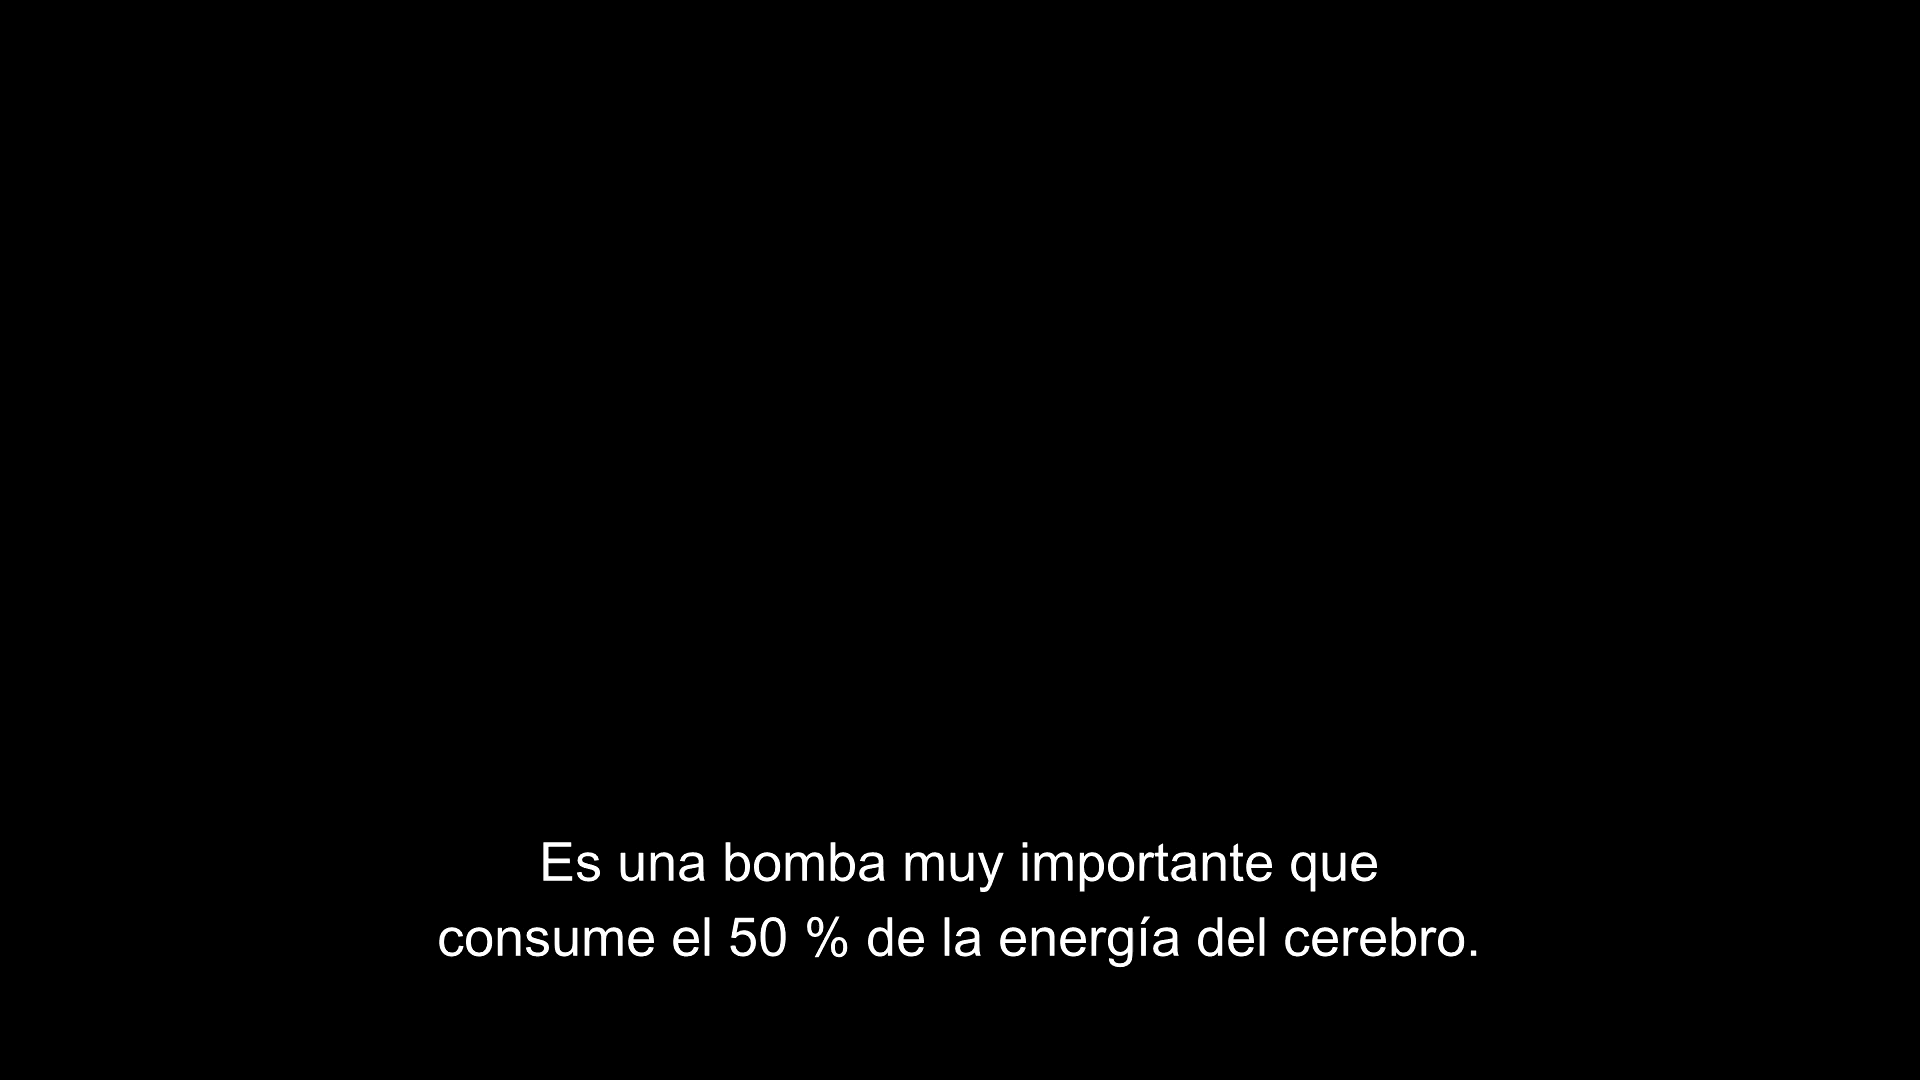 Es una bomba muy importante que
consume el 50 % de la energía del cerebro.